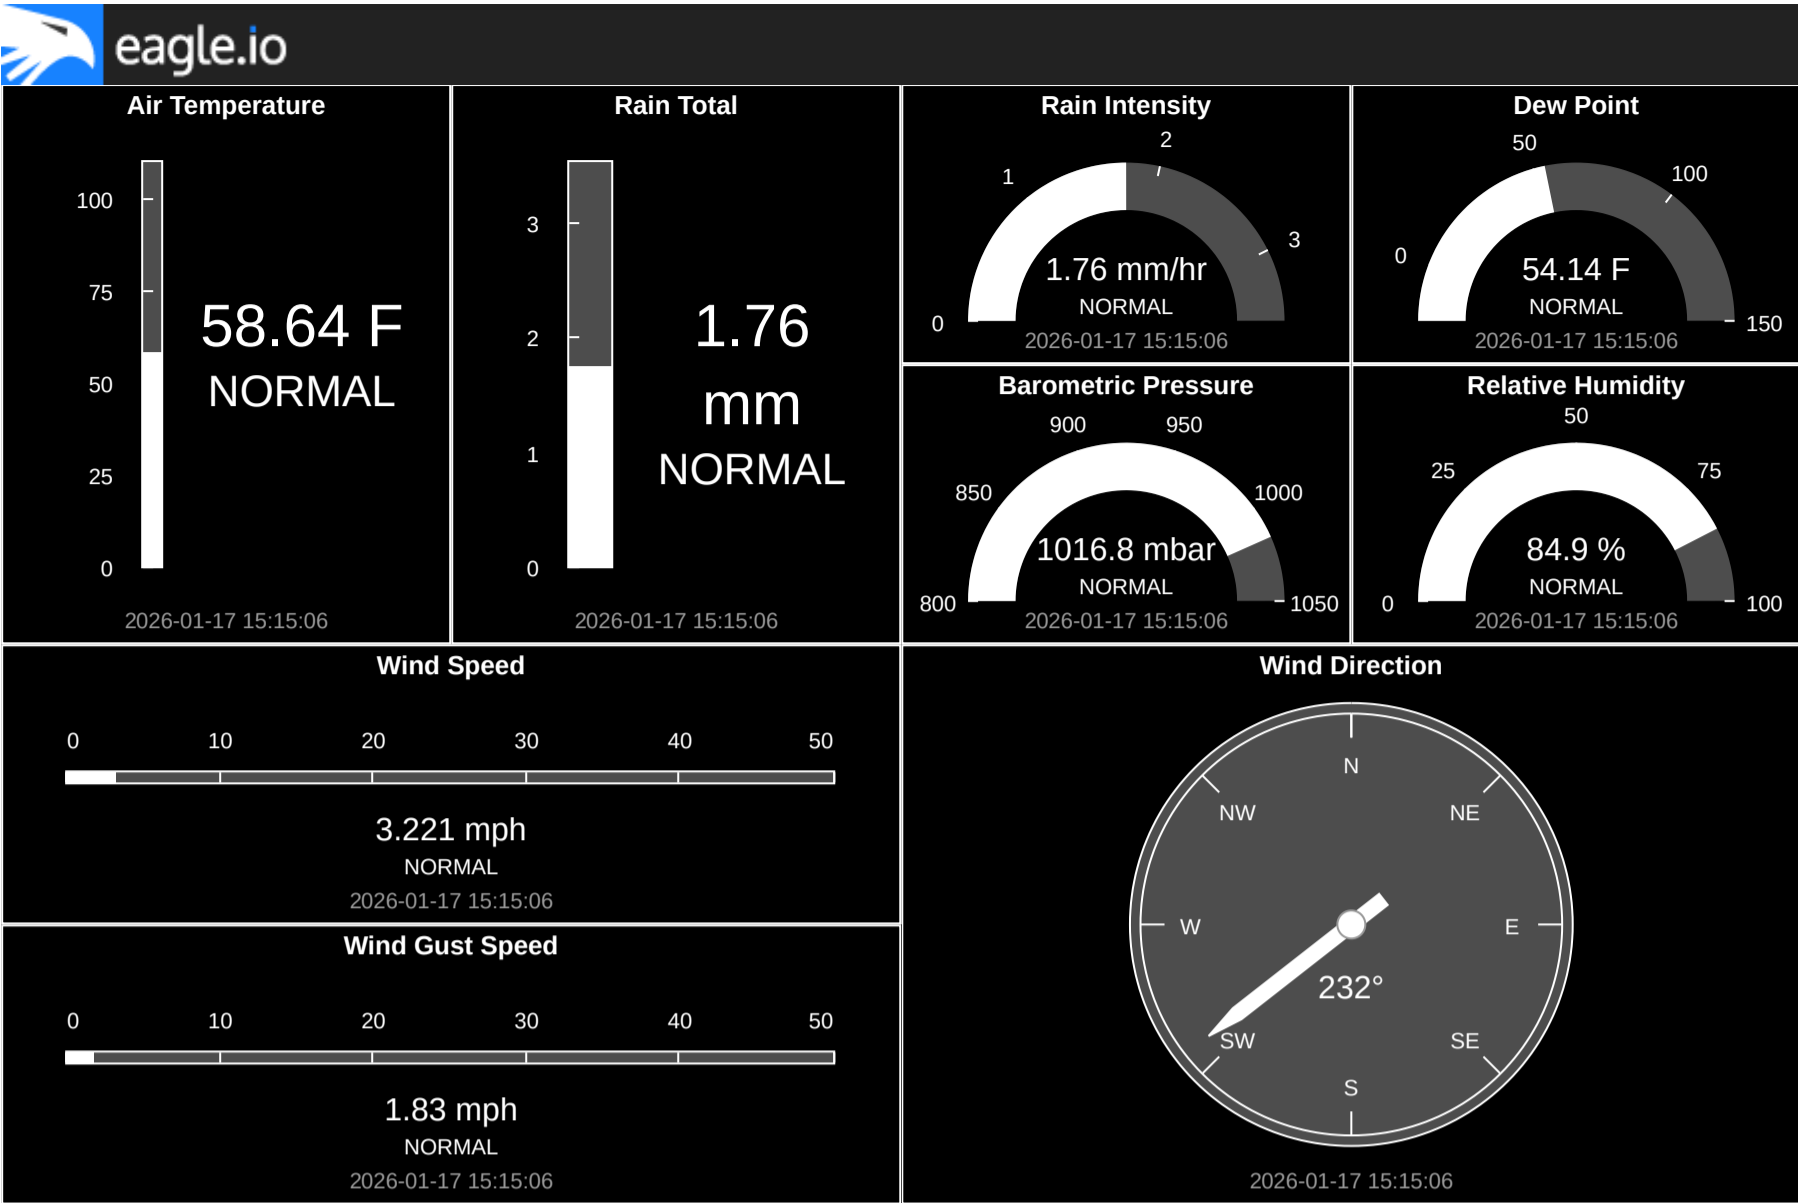 eagle.io
Air Temperature
100
75
50
25
0
58.64 F
NORMAL
2026-01-17 15:15:06
Rain Total
3
2
1
0
1.76
mm
NORMAL
2026-01-17 15:15:06
Rain Intensity
0
1
2
3
1.76 mm/hr
NORMAL
2026-01-17 15:15:06
Dew Point
0
50
100
150
54.14 F
NORMAL
2026-01-17 15:15:06
Barometric Pressure
800
850
900
950
1000
1050
1016.8 mbar
NORMAL
2026-01-17 15:15:06
Relative Humidity
0
25
50
75
100
84.9 %
NORMAL
2026-01-17 15:15:06
Wind Speed
0 10 20 30 40 50
3.221 mph
NORMAL
2026-01-17 15:15:06
Wind Gust Speed
0 10 20 30 40 50
1.83 mph
NORMAL
2026-01-17 15:15:06
Wind Direction
N
NW NE
W E
232°
SW SE
S
2026-01-17 15:15:06